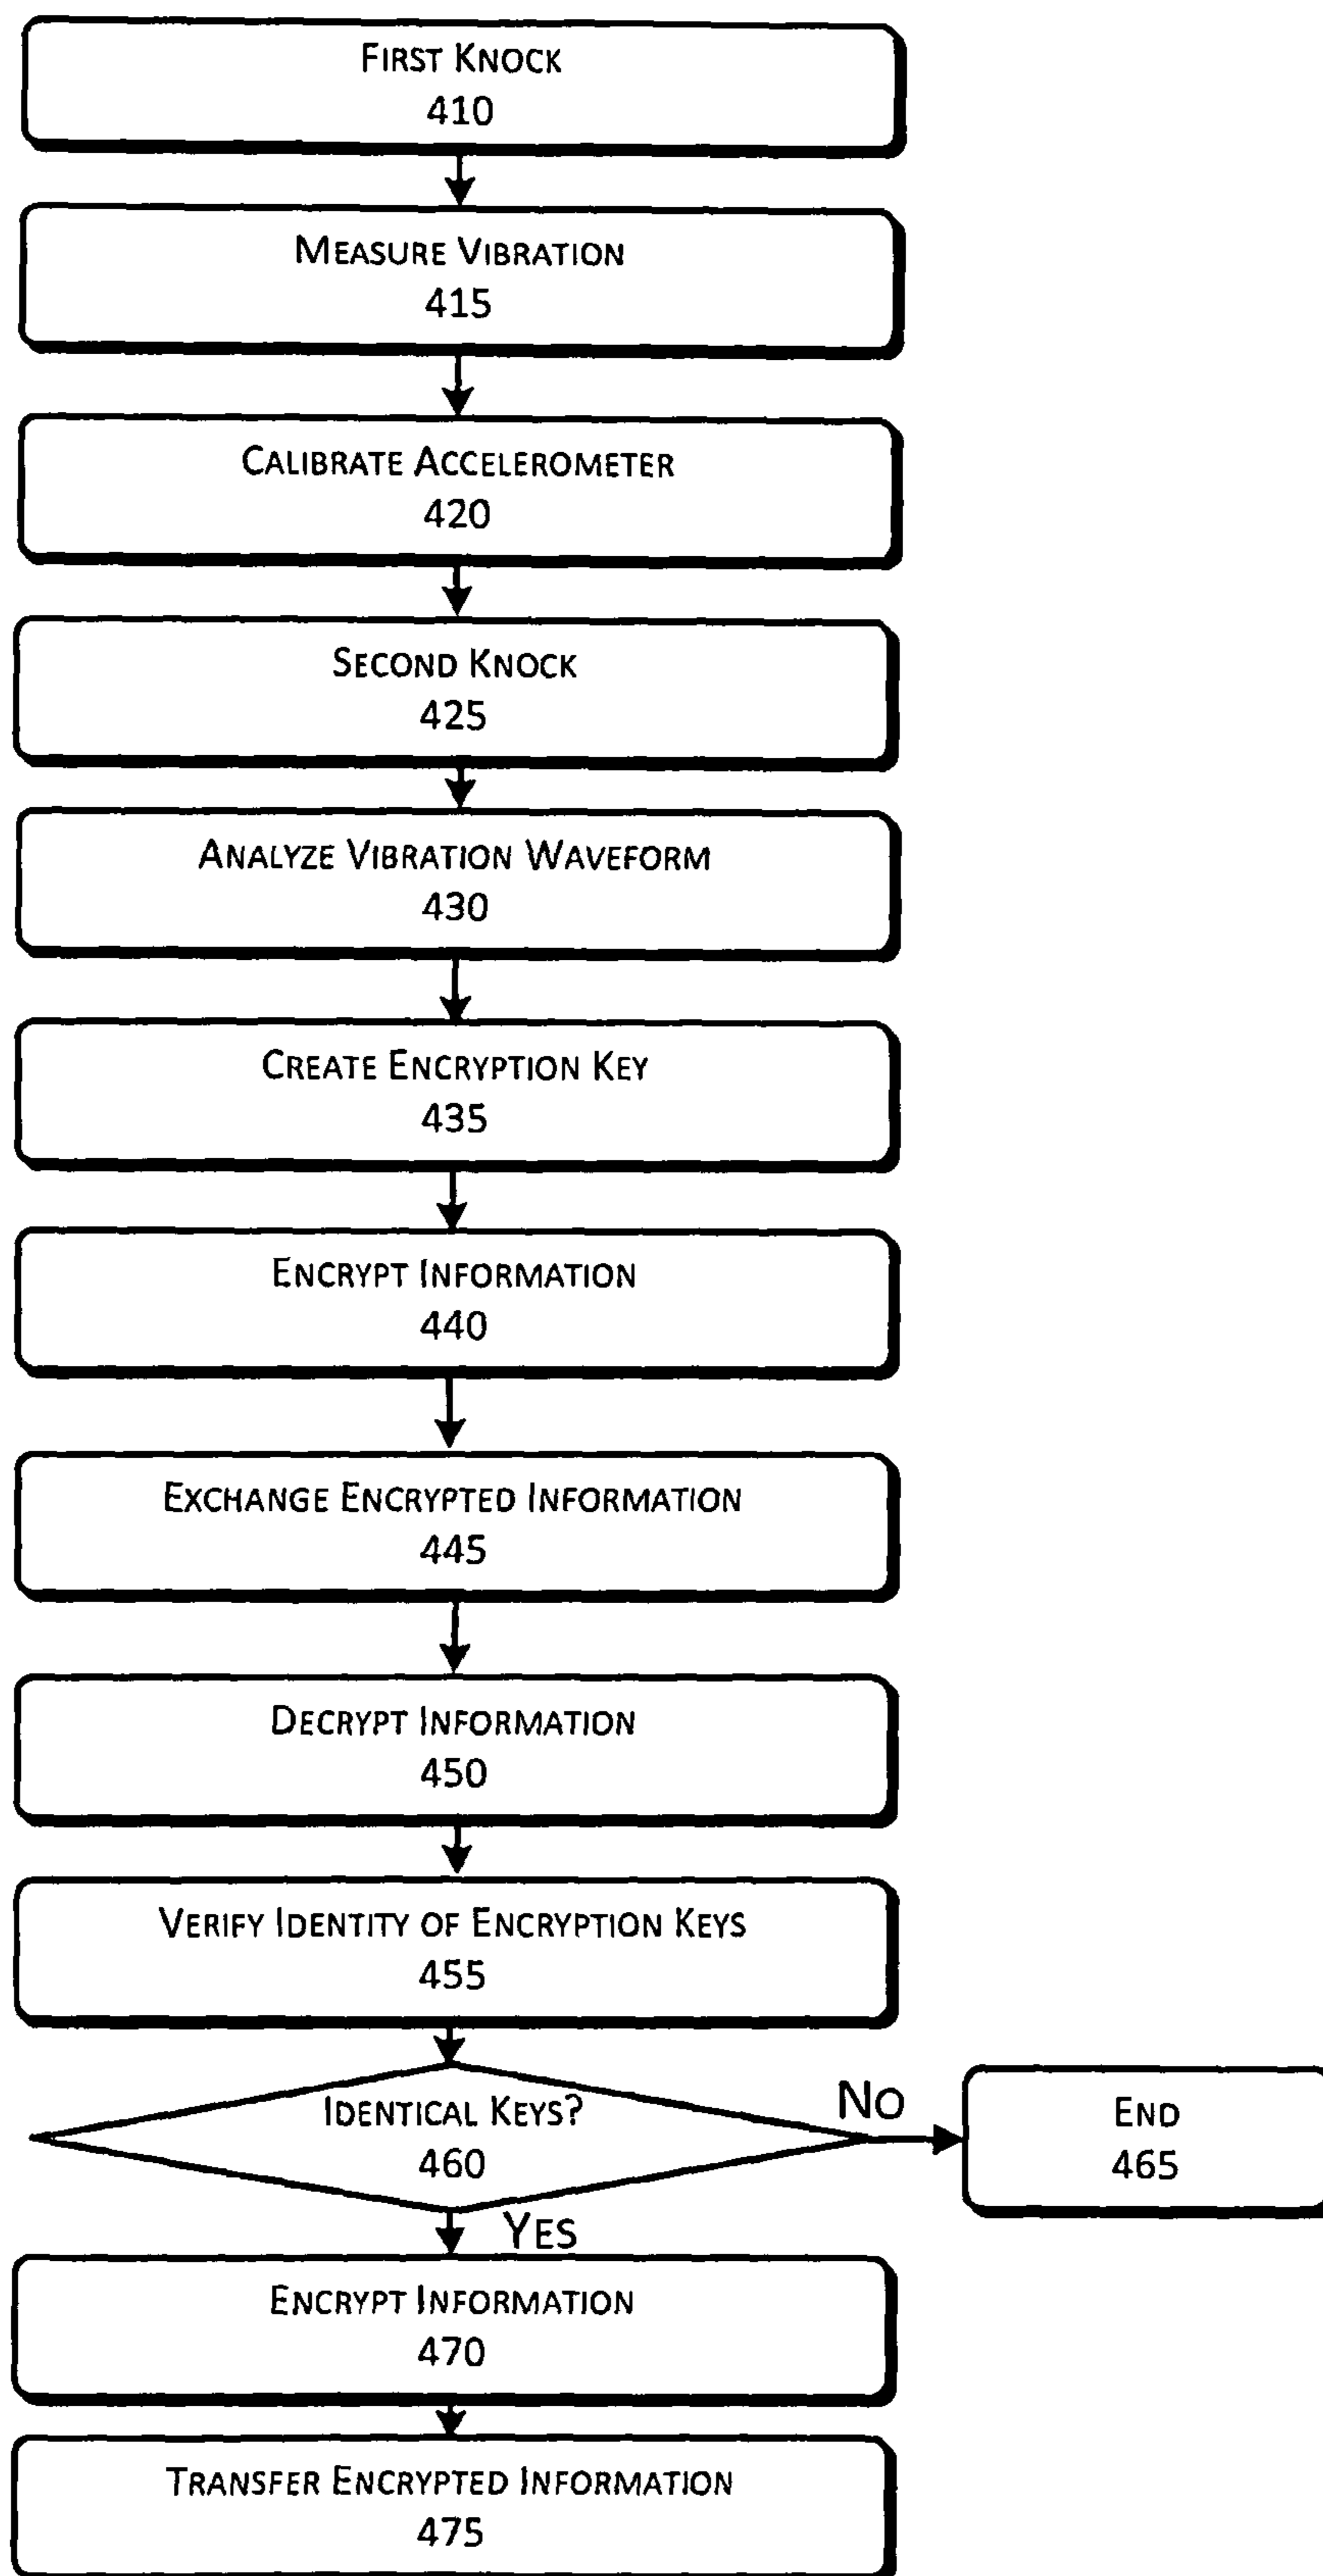 First Knock
410
Measure Vibration
415
Calibrate Accelerometer
420
Second Knock
425
Analyze Vibration Waveform
430
Create Encryption Key
435
Encrypt Information
440
Exchange Encrypted Information
445
Decrypt Information
450
Verify Identity of Encryption Keys
455
Identical Keys?
460
No
End
465
Yes
Encrypt Information
470
Transfer Encrypted Information
475